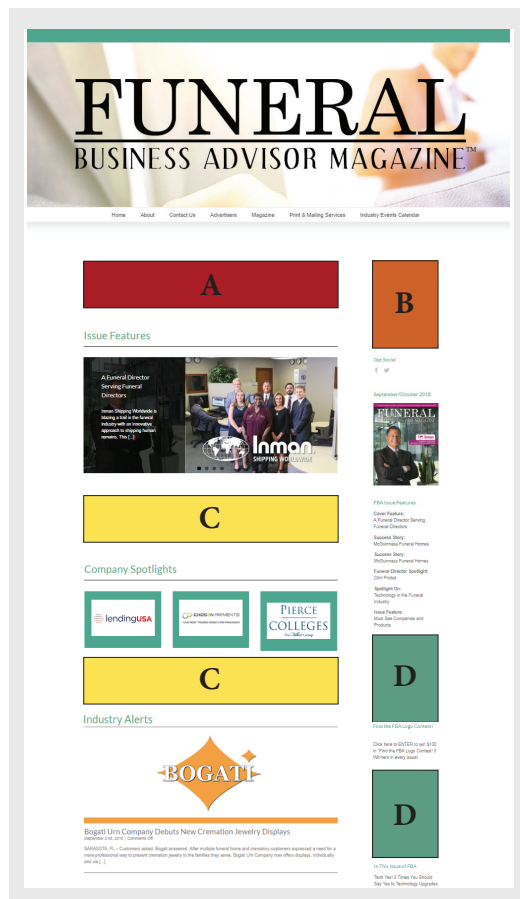 FUNERAL
BUSINESS ADVISOR MAGAZINE™
Home About Contact Us Advertisers Magazine Print & Mailing Services Industry Events Calendar
A
Issue Features
A Funeral Director
Serving Funeral
Directors
Inman Shipping Worldwide is
blazing a trail in the funeral
industry with an innovative
approach to shipping human
remains. This [...]
Inman
SHIPPING WORLDWIDE
C
Company Spotlights
lendingUSA
PIERCE
COLLEGES
C
Industry Alerts
BOGATI
Bogati Urn Company Debuts New Cremation Jewelry Displays
September 21st, 2018 / Comments Off
SARASOTA, FL – Customers asked. Bogati answered. After multiple funeral home and crematory customers expressed a need for a
more professional way to present cremation jewelry to the families they serve, Bogati Urn Company now offers displays, individually
and via [...]
B
Get Social
September/October 2018
FUNERAL
FBA Issue Features
Cover Feature:
A Funeral Director Serving
Funeral Directors
Success Story:
McGuinness Funeral Homes
Success Story:
McGuinness Funeral Homes
Funeral Director Spotlight:
Clint Probst
Spotlight On:
Technology in the Funeral
Industry
Issue Feature:
Must See Companies and
Products
D
Find the FBA Logo Contest!
Click here to ENTER to win $100
in "Find the FBA Logo Contest! 3
Winners in every issue!
D
In This Issue of FBA
Tech Yes! 3 Times You Should
Say Yes to Technology Upgrades